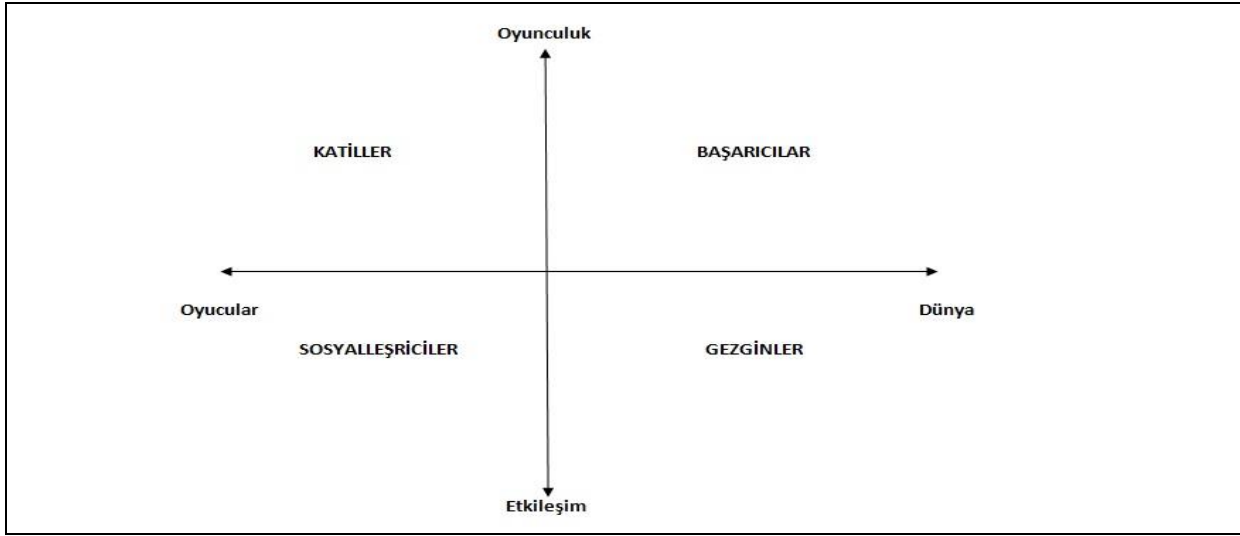 Oyunculuk
KATİLLER
BAŞARICILAR
Oyucular
Dünya
SOSYALLEŞRİCİLER
GEZGİNLER
Etkileşim